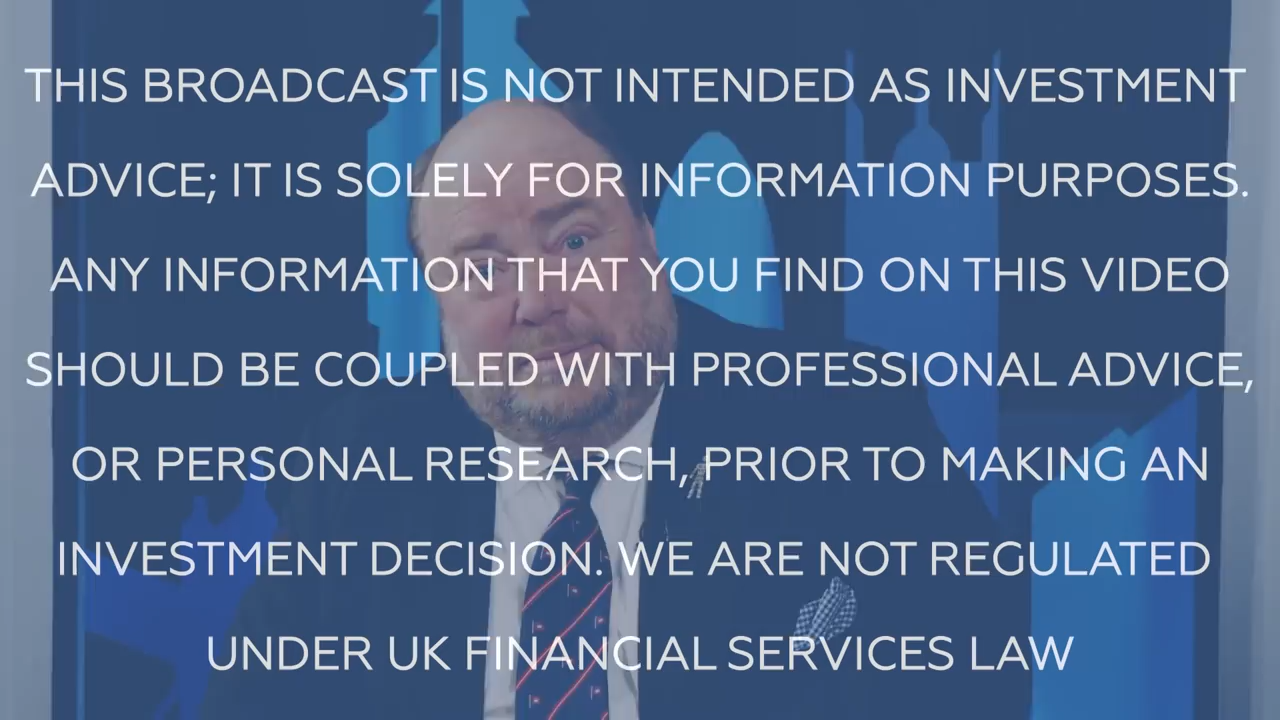 THIS BROADCAST IS NOT INTENDED AS INVESTMENT
ADVICE; IT IS SOLELY FOR INFORMATION PURPOSES.
ANY INFORMATION THAT YOU FIND ON THIS VIDEO
SHOULD BE COUPLED WITH PROFESSIONAL ADVICE,
OR PERSONAL RESEARCH, PRIOR TO MAKING AN
INVESTMENT DECISION. WE ARE NOT REGULATED
UNDER UK FINANCIAL SERVICES LAW